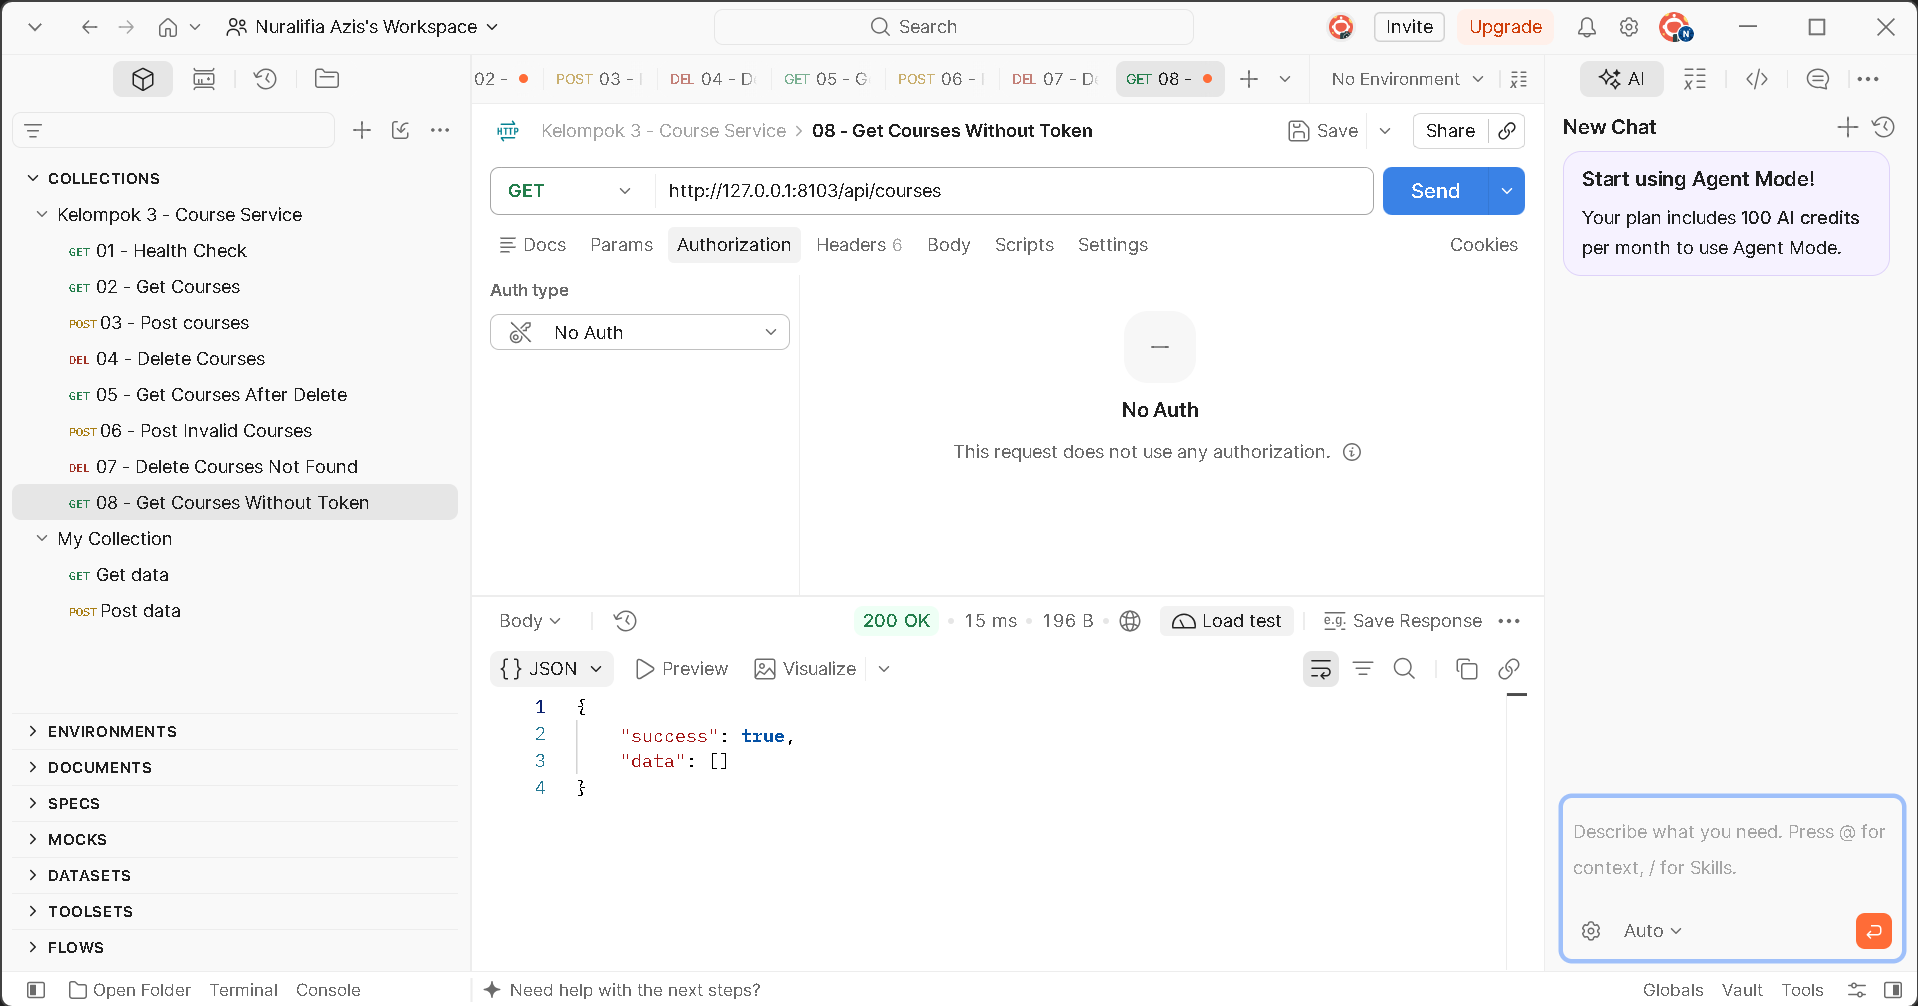 Nuralifia Azis's Workspace
Search
Invite
Upgrade
N
02 -
POST 03 -
DEL 04 - D
GET 05 - G
POST 06 -
DEL 07 - D
GET 08 -
No Environment
AI
HTTP
Kelompok 3 - Course Service > 08 - Get Courses Without Token
Save
Share
New Chat
Start using Agent Mode!
Your plan includes 100 AI credits
per month to use Agent Mode.
COLLECTIONS
Kelompok 3 - Course Service
GET 01 - Health Check
GET 02 - Get Courses
POST 03 - Post courses
DEL 04 - Delete Courses
GET 05 - Get Courses After Delete
POST 06 - Post Invalid Courses
DEL 07 - Delete Courses Not Found
GET 08 - Get Courses Without Token
My Collection
GET Get data
POST Post data
ENVIRONMENTS
DOCUMENTS
SPECS
MOCKS
DATASETS
TOOLSETS
FLOWS
GET
http://127.0.0.1:8103/api/courses
Send
Docs
Params
Authorization
Headers 6
Body
Scripts
Settings
Cookies
Auth type
No Auth
No Auth
This request does not use any authorization.
Body
200 OK
15 ms
196 B
Load test
e.g. Save Response
{} JSON
Preview
Visualize
1 {
2 "success": true,
3 "data": []
4 }
Describe what you need. Press @ for
context, / for Skills.
Auto
Open Folder
Terminal
Console
Need help with the next steps?
Globals
Vault
Tools